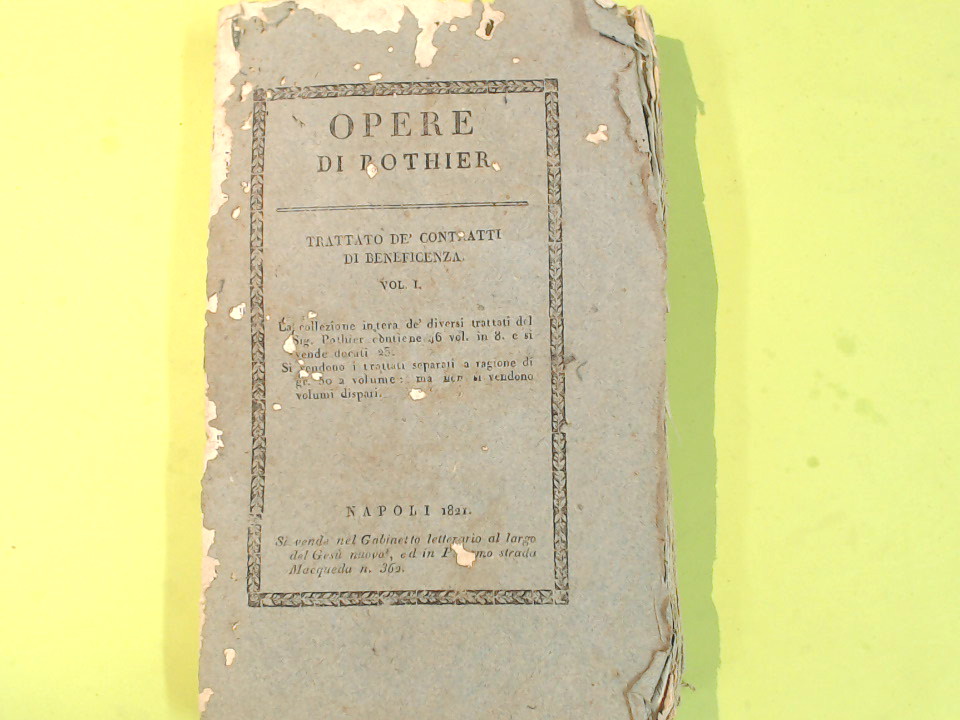 OPERE
DI POTHIER
TRATTATO DE' CONTRATTI
DI BENEFICENZA.
VOL. I.
La collezione intera de' diversi trattati del
Sig. Pothier contiene 46 vol. in 8. e si
vende docati 25.
Si vendono i trattati separati a ragione di
gr. a volume: ma non si vendono
volumi dispari.
NAPOLI 1821.
Si vende nel Gabinetto letterario al largo
del Gesù nuovo, ed in strada
Macqueda n. 362.